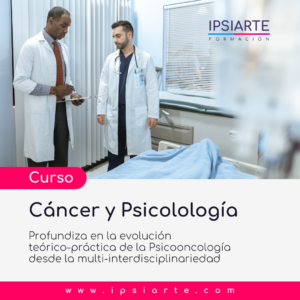 IPSIARTE
FORMACIÓN
Curso
Cáncer y Psicolología
Profundiza en la evolución
teórico-práctica de la Psicooncología
desde la multi-interdisciplinariedad
www.ipsiarte.com